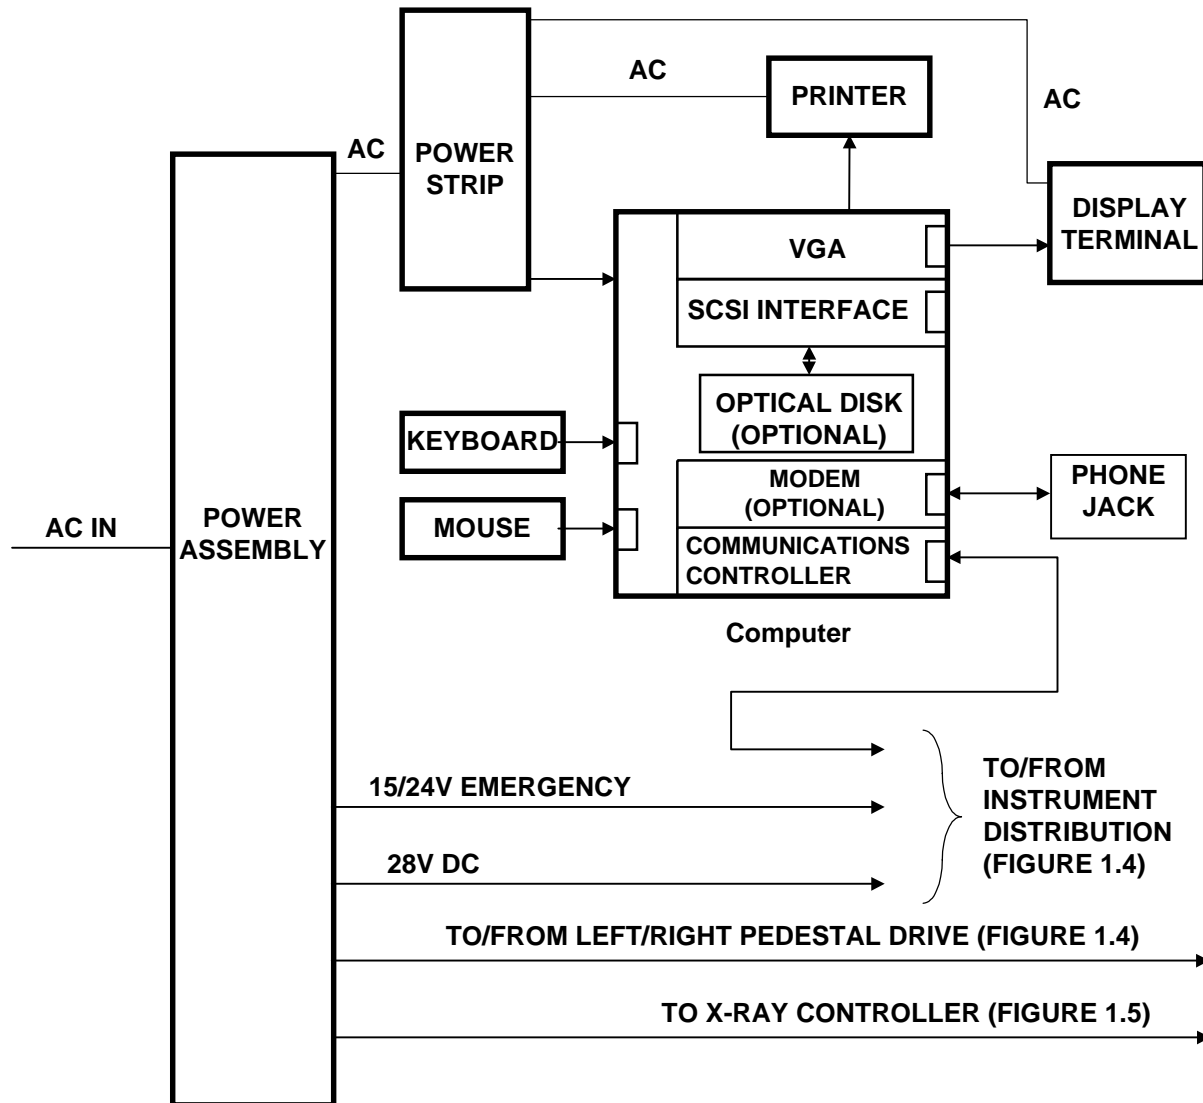 AC
PRINTER
AC
AC
POWER
STRIP
DISPLAY
TERMINAL
VGA
SCSI INTERFACE
OPTICAL DISK
(OPTIONAL)
KEYBOARD
MODEM
(OPTIONAL)
PHONE
JACK
AC IN
POWER
ASSEMBLY
MOUSE
COMMUNICATIONS
CONTROLLER
Computer
15/24V EMERGENCY
TO/FROM
INSTRUMENT
DISTRIBUTION
(FIGURE 1.4)
28V DC
TO/FROM LEFT/RIGHT PEDESTAL DRIVE (FIGURE 1.4)
TO X-RAY CONTROLLER (FIGURE 1.5)